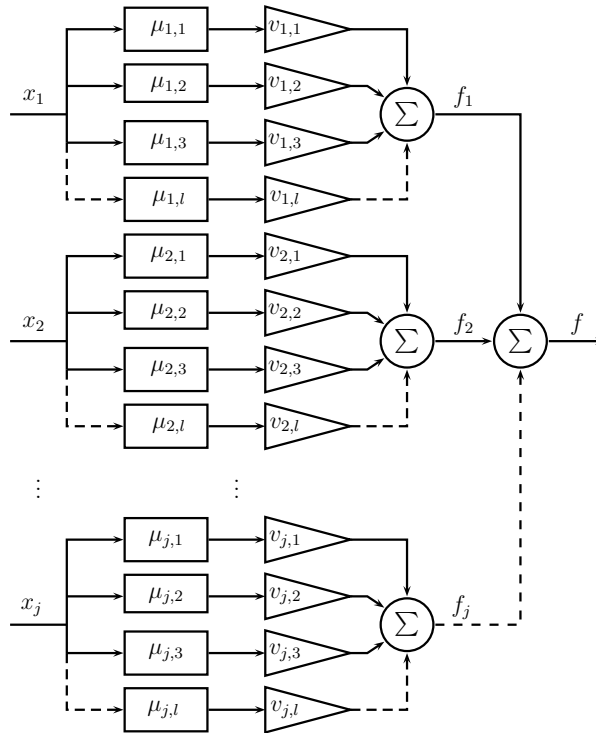 μ1,1 v1,1
x1 μ1,2 v1,2 Σ f1
μ1,3 v1,3
μ1,l v1,l
μ2,1 v2,1
x2 μ2,2 v2,2 Σ f2 Σ f
μ2,3 v2,3
μ2,l v2,l
⋮ ⋮
μj,1 vj,1
xj μj,2 vj,2 Σ fj
μj,3 vj,3
μj,l vj,l